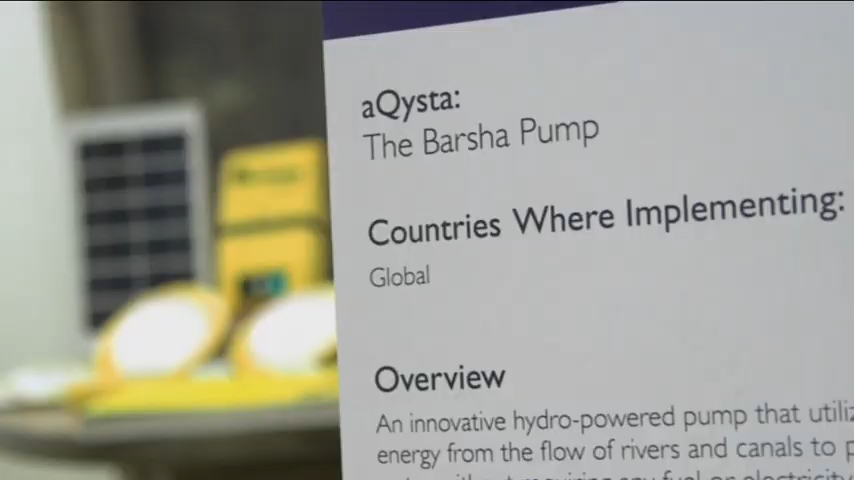 aQysta:
The Barsha Pump
Countries Where Implementing:
Global
Overview
An innovative hydro-powered pump that
energy from the flow of rivers and canals to